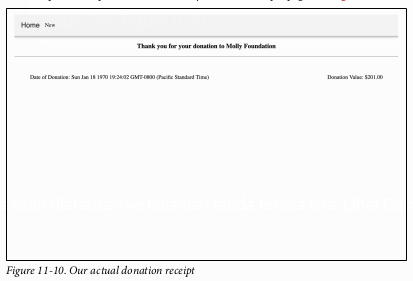 Home New
Thank you for your donation to Molly Foundation
Date of Donation: Sun Jan 18 1970 19:24:02 GMT-0800 (Pacific Standard Time) Donation Value: $201.00
Figure 11-10. Our actual donation receipt